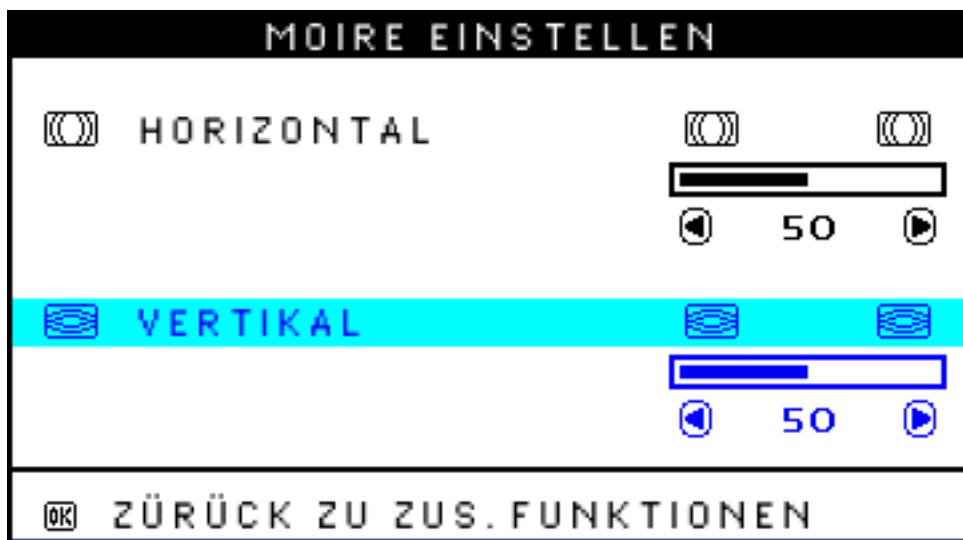 MOIRE EINSTELLEN
HORIZONTAL
50
VERTIKAL
50
OK ZÜRÜCK ZU ZUS. FUNKTIONEN